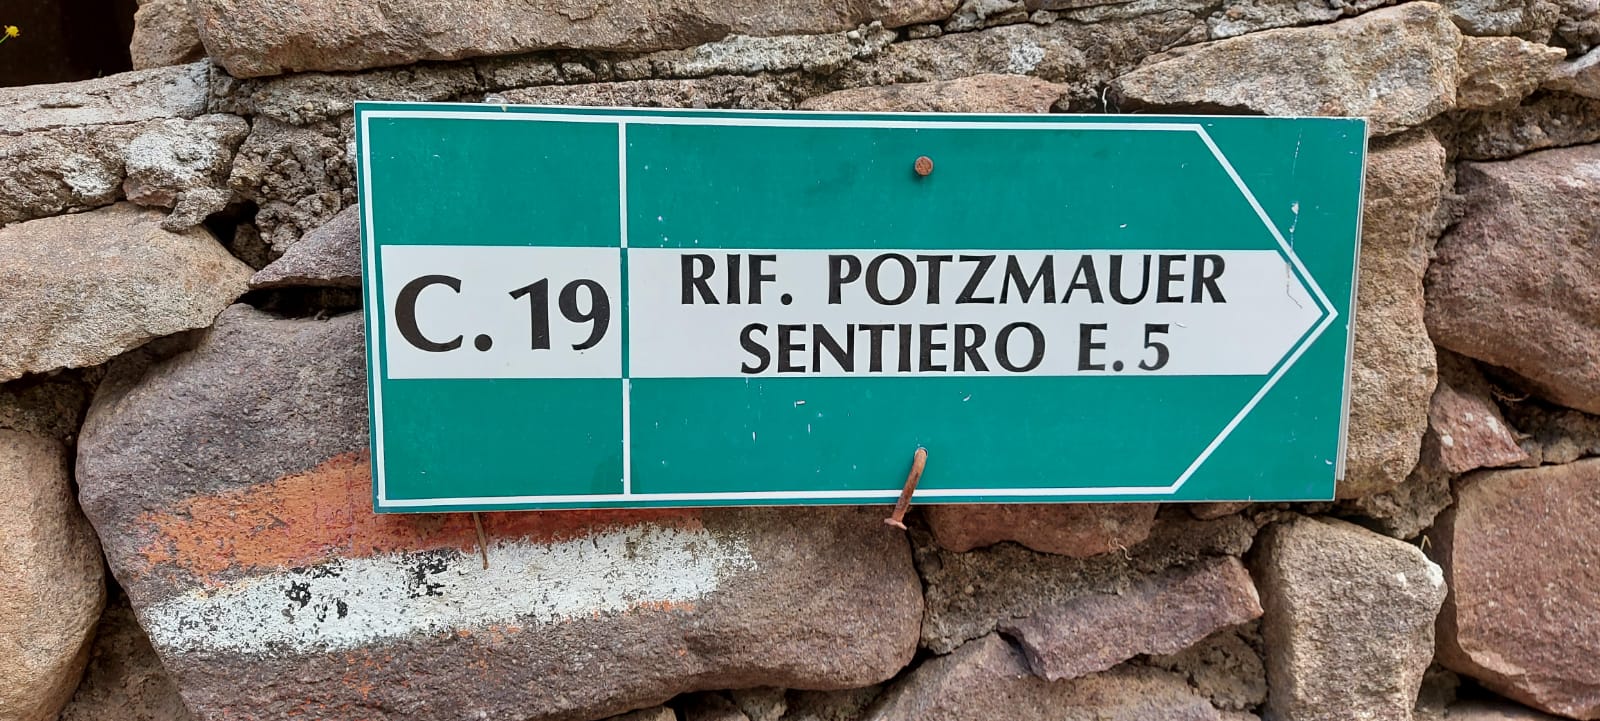 C. 19
RIF. POTZMAUER
SENTIERO E. 5